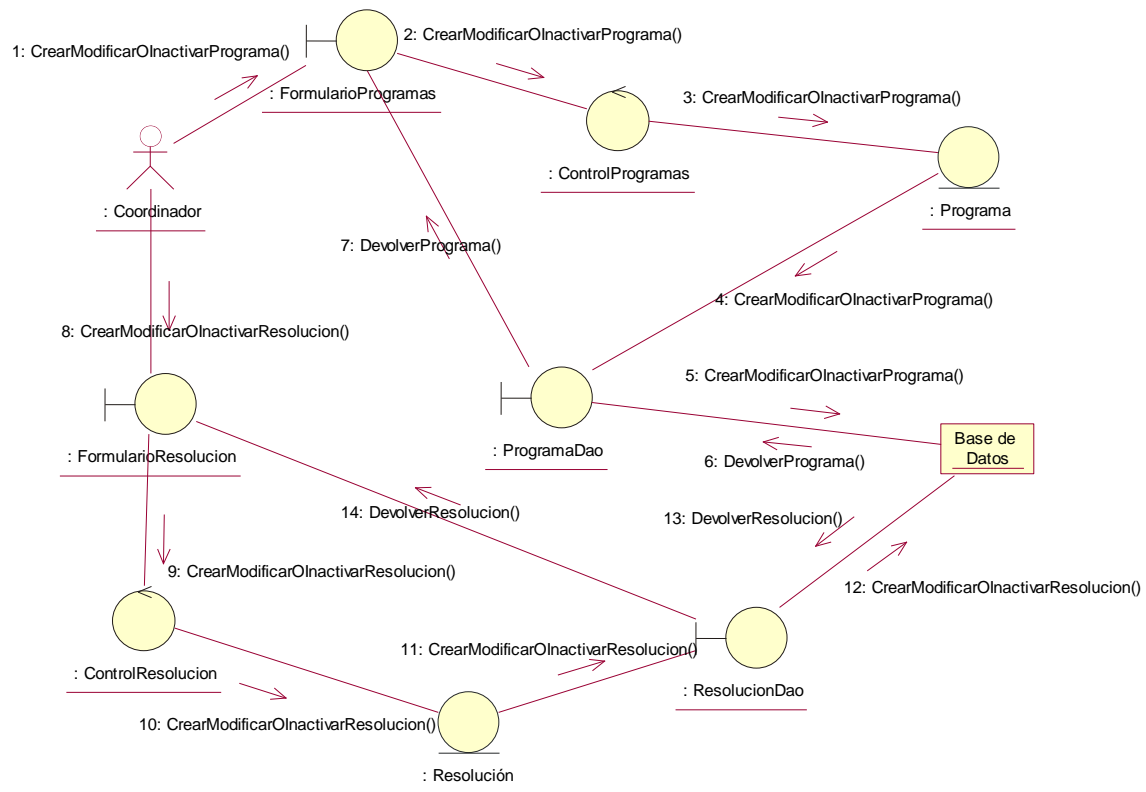 1: CrearModificarOInactivarPrograma()
2: CrearModificarOInactivarPrograma()
: FormularioProgramas
3: CrearModificarOInactivarPrograma()
: ControlProgramas
: Coordinador
: Programa
7: DevolverPrograma()
4: CrearModificarOInactivarPrograma()
8: CrearModificarOInactivarResolucion()
5: CrearModificarOInactivarPrograma()
: FormularioResolucion
: ProgramaDao
6: DevolverPrograma()
Base de
Datos
14: DevolverResolucion()
13: DevolverResolucion()
9: CrearModificarOInactivarResolucion()
12: CrearModificarOInactivarResolucion()
: ControlResolucion
11: CrearModificarOInactivarResolucion()
: ResolucionDao
10: CrearModificarOInactivarResolucion()
: Resolución